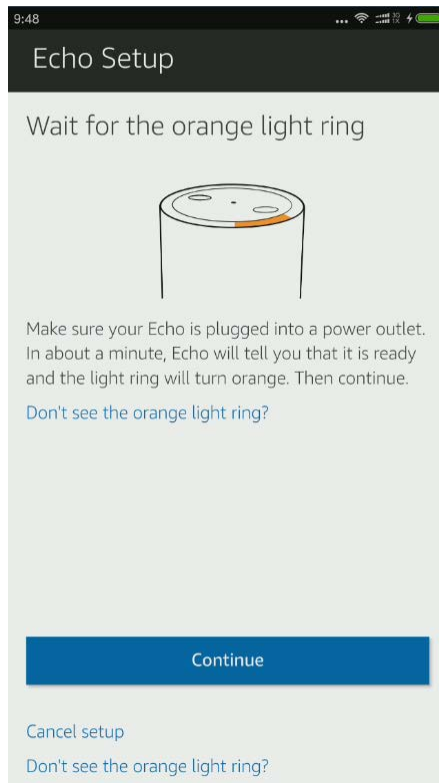 9:48
... 3G
1X
Echo Setup
Wait for the orange light ring
Make sure your Echo is plugged into a power outlet.
In about a minute, Echo will tell you that it is ready
and the light ring will turn orange. Then continue.
Don't see the orange light ring?
Continue
Cancel setup
Don't see the orange light ring?